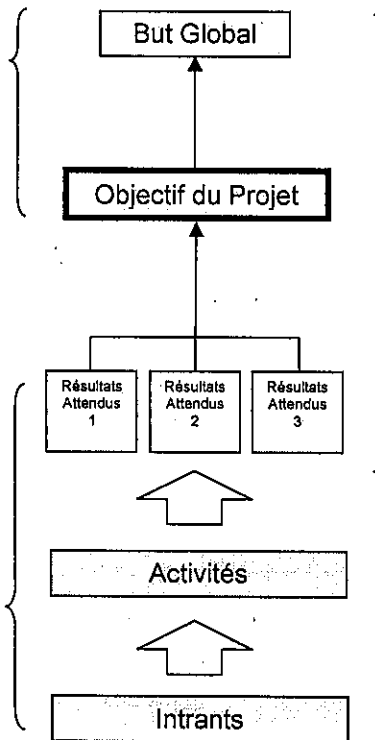 But Global
Objectif du Projet
Résultats
Attendus
1
Résultats
Attendus
2
Résultats
Attendus
3
Activités
Intrants